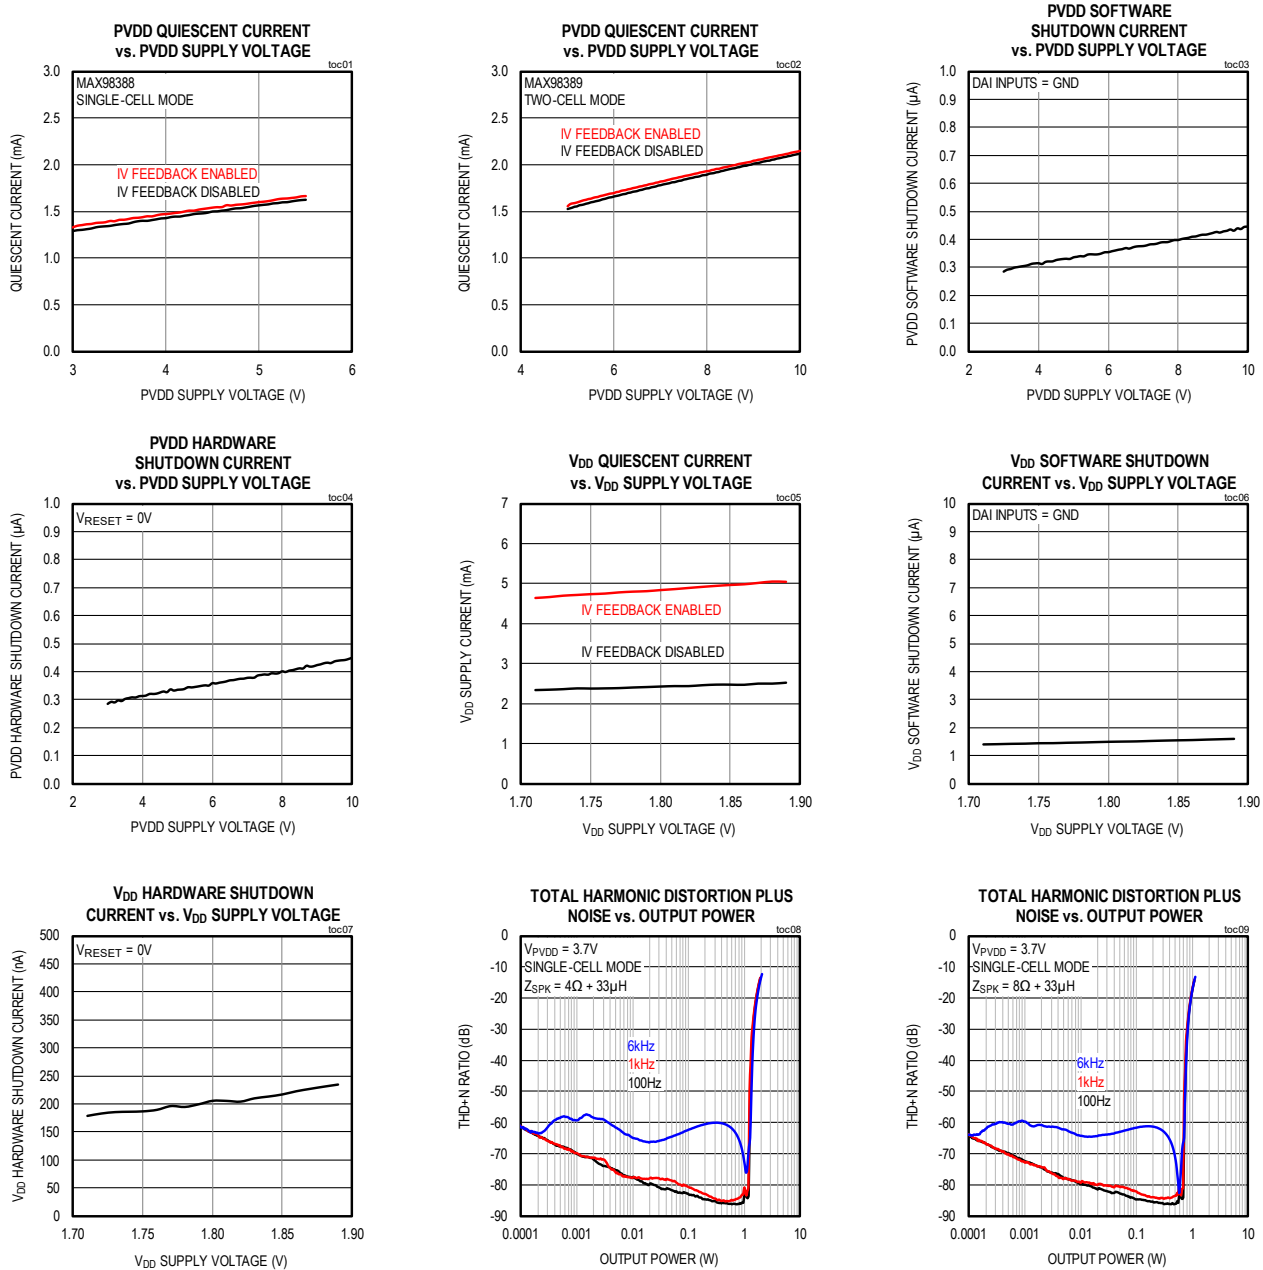 PVDD QUIESCENT CURRENT
vs. PVDD SUPPLY VOLTAGE
toc01
MAX98388
SINGLE-CELL MODE
IV FEEDBACK ENABLED
IV FEEDBACK DISABLED
QUIESCENT CURRENT (mA)
3.0
2.5
2.0
1.5
1.0
0.5
0.0
3 4 5 6
PVDD SUPPLY VOLTAGE (V)
PVDD QUIESCENT CURRENT
vs. PVDD SUPPLY VOLTAGE
toc02
MAX98389
TWO-CELL MODE
IV FEEDBACK ENABLED
IV FEEDBACK DISABLED
QUIESCENT CURRENT (mA)
3.0
2.5
2.0
1.5
1.0
0.5
0.0
4 6 8 10
PVDD SUPPLY VOLTAGE (V)
PVDD SOFTWARE
SHUTDOWN CURRENT
vs. PVDD SUPPLY VOLTAGE
toc03
DAI INPUTS = GND
PVDD SOFTWARE SHUTDOWN CURRENT (µA)
1.0
0.9
0.8
0.7
0.6
0.5
0.4
0.3
0.2
0.1
0.0
2 4 6 8 10
PVDD SUPPLY VOLTAGE (V)
PVDD HARDWARE
SHUTDOWN CURRENT
vs. PVDD SUPPLY VOLTAGE
toc04
VRESET = 0V
PVDD HARDWARE SHUTDOWN CURRENT (µA)
1.0
0.9
0.8
0.7
0.6
0.5
0.4
0.3
0.2
0.1
0.0
2 4 6 8 10
PVDD SUPPLY VOLTAGE (V)
VDD QUIESCENT CURRENT
vs. VDD SUPPLY VOLTAGE
toc05
IV FEEDBACK ENABLED
IV FEEDBACK DISABLED
VDD SUPPLY CURRENT (mA)
7
6
5
4
3
2
1
0
1.70 1.75 1.80 1.85 1.90
VDD SUPPLY VOLTAGE (V)
VDD SOFTWARE SHUTDOWN
CURRENT vs. VDD SUPPLY VOLTAGE
toc06
DAI INPUTS = GND
VDD SOFTWARE SHUTDOWN CURRENT (µA)
10
9
8
7
6
5
4
3
2
1
0
1.70 1.75 1.80 1.85 1.90
VDD SUPPLY VOLTAGE (V)
VDD HARDWARE SHUTDOWN
CURRENT vs. VDD SUPPLY VOLTAGE
toc07
VRESET = 0V
VDD HARDWARE SHUTDOWN CURRENT (nA)
500
450
400
350
300
250
200
150
100
50
0
1.70 1.75 1.80 1.85 1.90
VDD SUPPLY VOLTAGE (V)
TOTAL HARMONIC DISTORTION PLUS
NOISE vs. OUTPUT POWER
toc08
VPVDD = 3.7V
SINGLE-CELL MODE
ZSPK = 4Ω + 33µH
6kHz
1kHz
100Hz
THD+N RATIO (dB)
0
-10
-20
-30
-40
-50
-60
-70
-80
-90
0.0001 0.001 0.01 0.1 1 10
OUTPUT POWER (W)
TOTAL HARMONIC DISTORTION PLUS
NOISE vs. OUTPUT POWER
toc09
VPVDD = 3.7V
SINGLE-CELL MODE
ZSPK = 8Ω + 33µH
6kHz
1kHz
100Hz
THD+N RATIO (dB)
0
-10
-20
-30
-40
-50
-60
-70
-80
-90
0.0001 0.001 0.01 0.1 1 10
OUTPUT POWER (W)